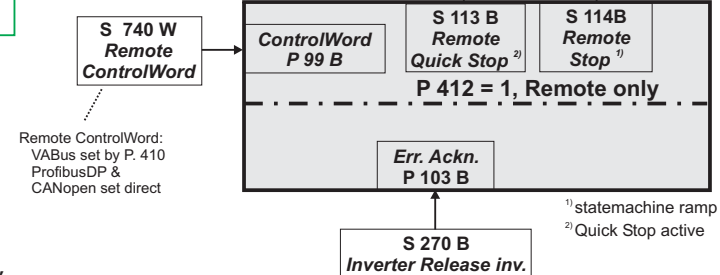 S 740 W
Remote
ControlWord
ControlWord
P 99 B
S 113 B
Remote
Quick Stop 2)
S 114B
Remote
Stop 1)
P 412 = 1, Remote only
Remote ControlWord:
VABus set by P. 410
ProfibusDP &
CANopen set direct
Err. Ackn.
P 103 B
1) statemachine ramp
2) Quick Stop active
S 270 B
Inverter Release inv.